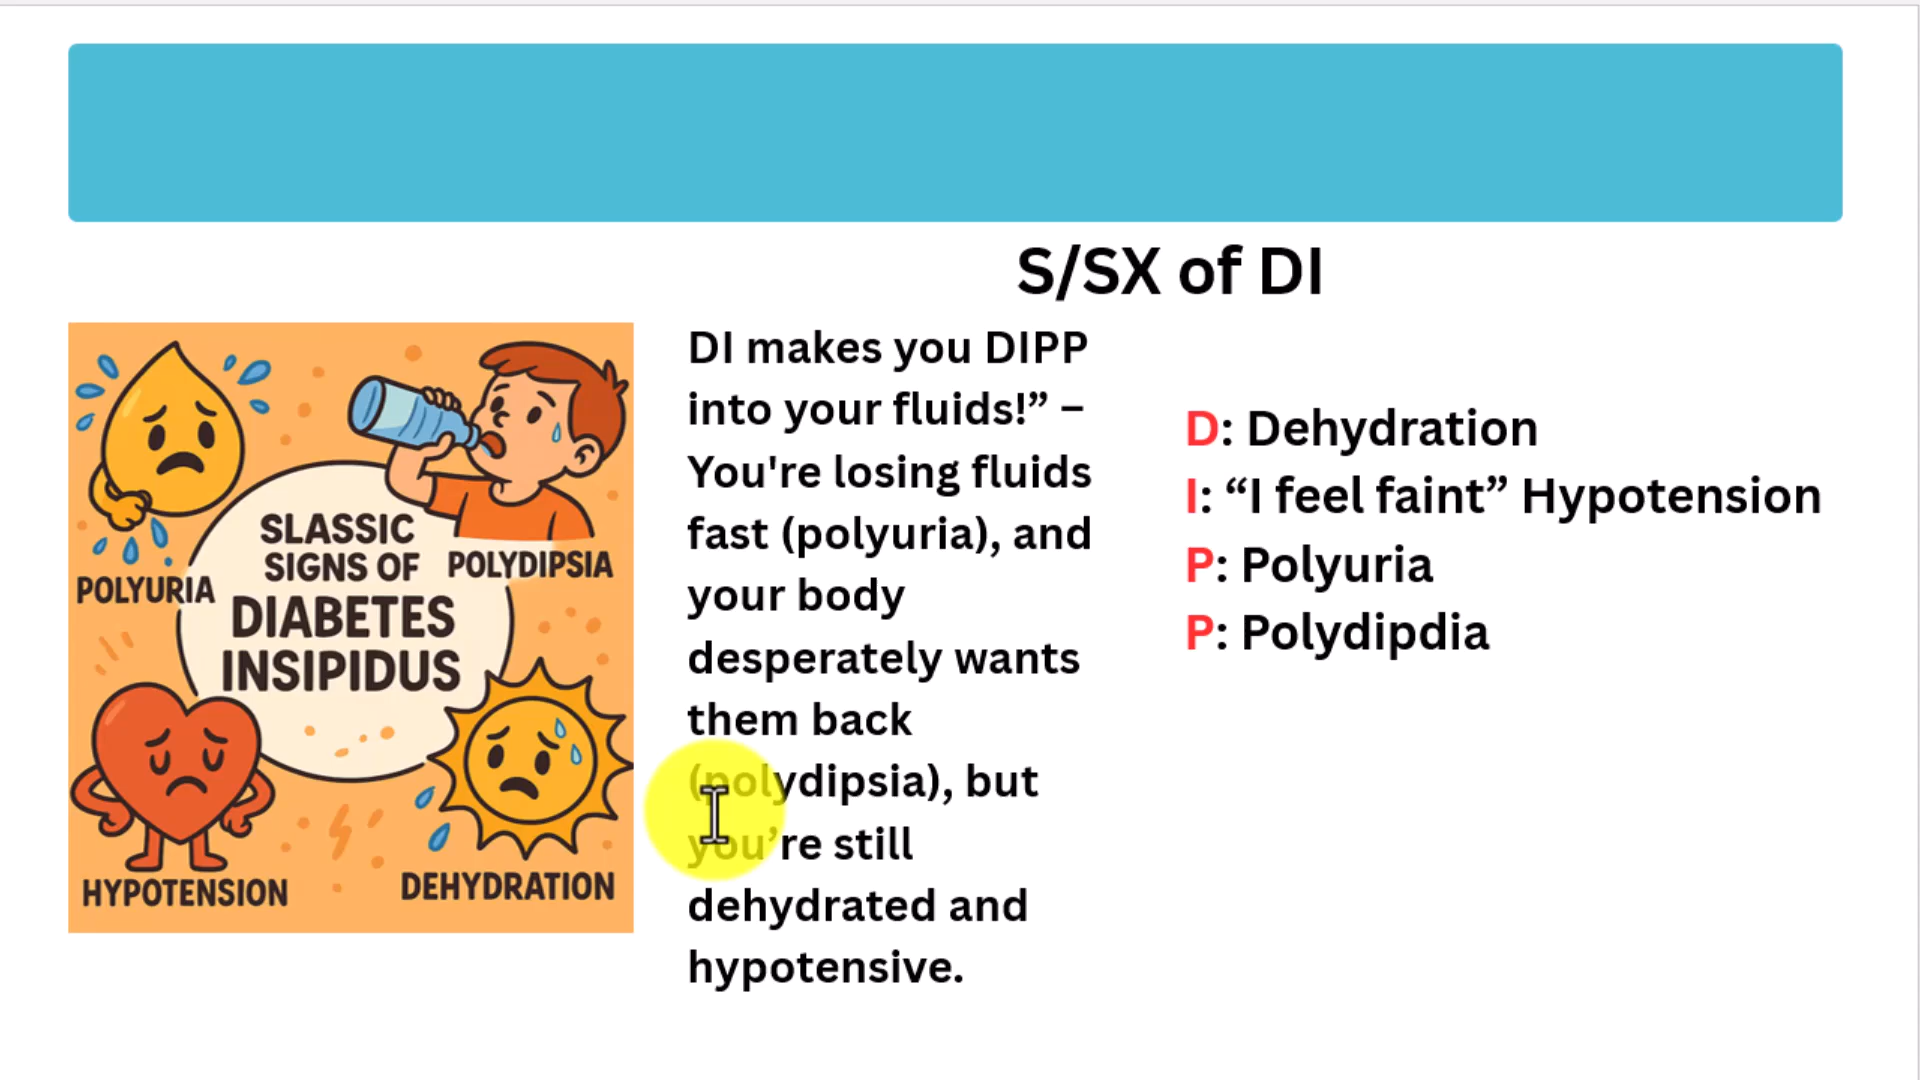 S/SX of DI
SLASSIC
SIGNS OF
DIABETES
INSIPIDUS
POLYURIA
POLYDIPSIA
HYPOTENSION
DEHYDRATION
DI makes you DIPP
into your fluids!” –
You're losing fluids
fast (polyuria), and
your body
desperately wants
them back
(polydipsia), but
you’re still
dehydrated and
hypotensive.
D: Dehydration
I: “I feel faint” Hypotension
P: Polyuria
P: Polydipdia